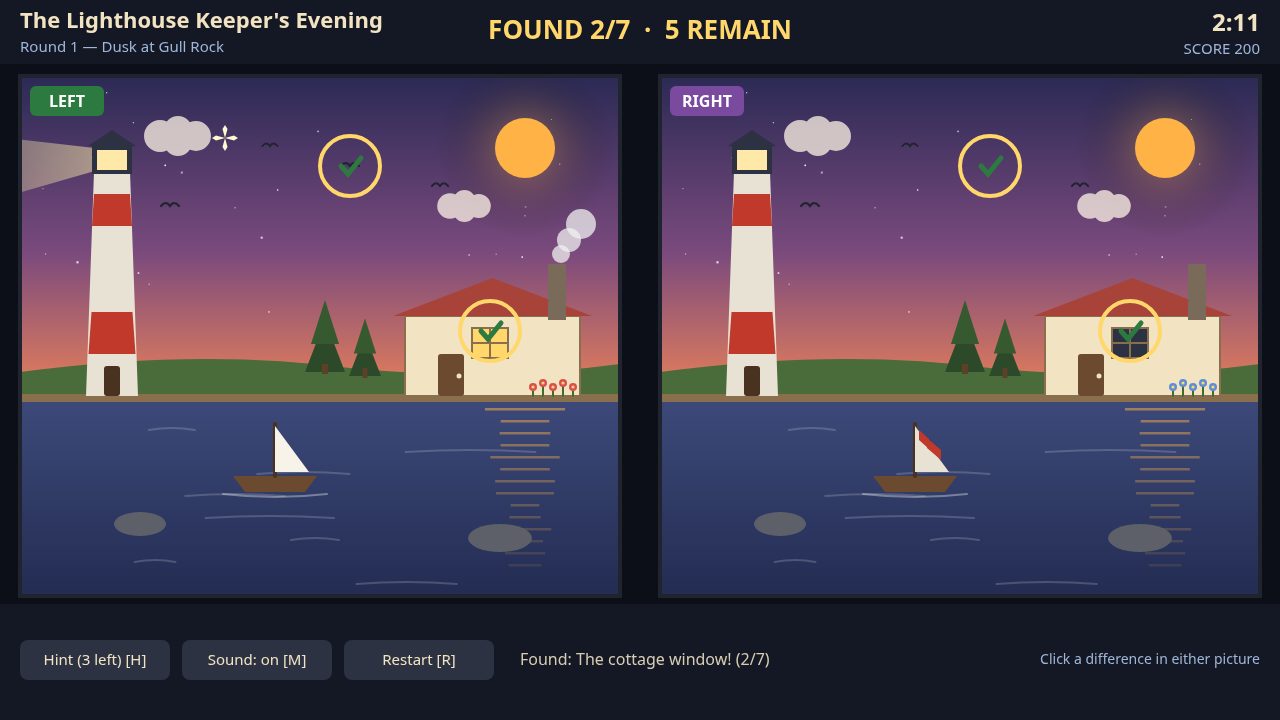 The Lighthouse Keeper's Evening
Round 1 — Dusk at Gull Rock
FOUND 2/7 · 5 REMAIN
2:11
SCORE 200
LEFT
RIGHT
Hint (3 left) [H]
Sound: on [M]
Restart [R]
Found: The cottage window! (2/7)
Click a difference in either picture